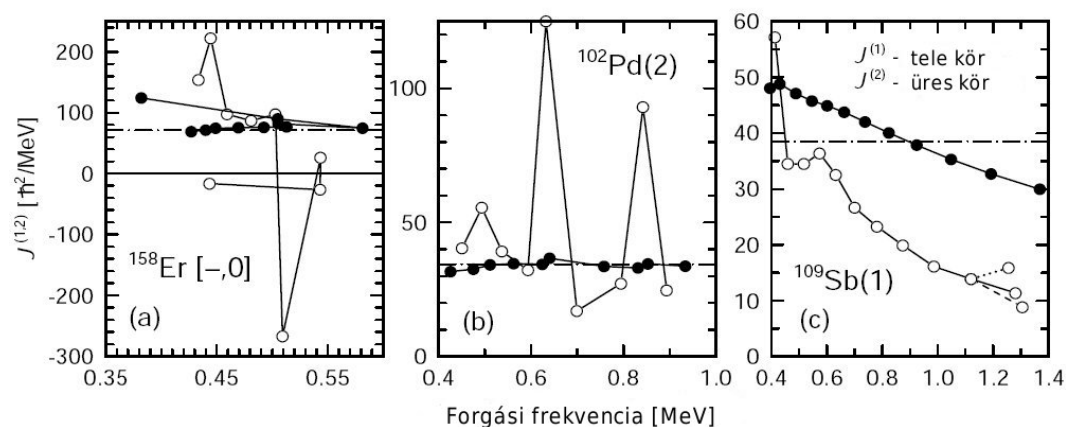 J(1,2) [ħ²/MeV]
200
100
0
-100
-200
-300
0.35
0.45
0.55
¹⁵⁸Er [–,0]
(a)
100
50
0
0.4
0.6
0.8
1.0
¹⁰²Pd(2)
(b)
60
50
40
30
20
10
0
0.4
0.6
0.8
1.0
1.2
1.4
J(1) - tele kör
J(2) - üres kör
¹⁰⁹Sb(1)
(c)
Forgási frekvencia [MeV]